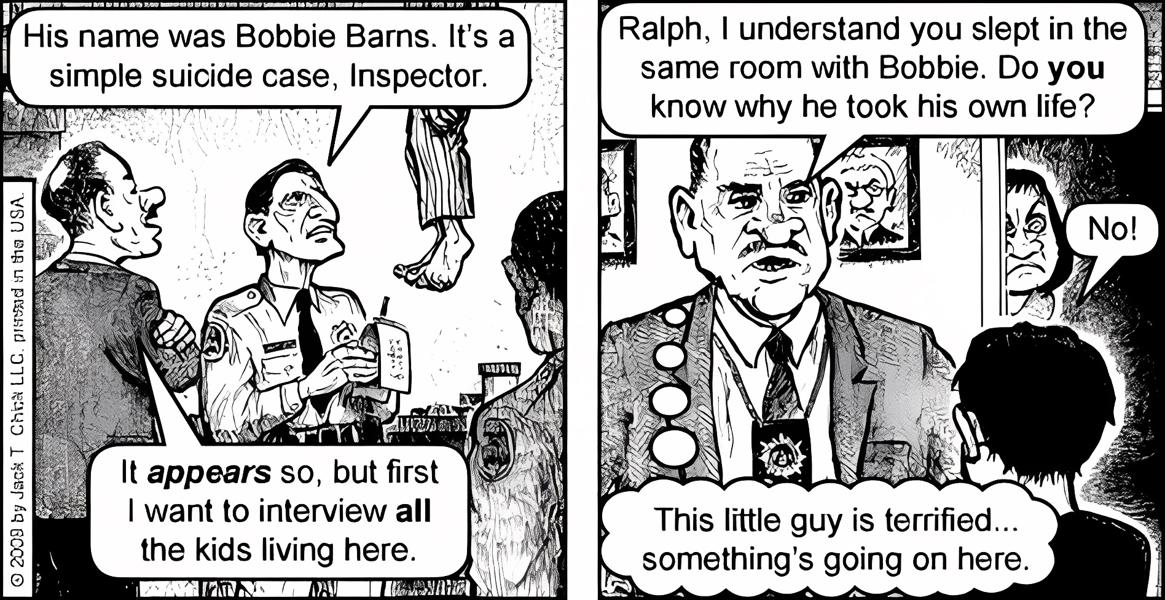 His name was Bobbie Barns. It's a
simple suicide case, Inspector.
It appears so, but first
I want to interview all
the kids living here.
Ralph, I understand you slept in the
same room with Bobbie. Do you
know why he took his own life?
No!
This little guy is terrified...
something's going on here.
© 2009 by Jack T Chick LLC. printed in the USA.